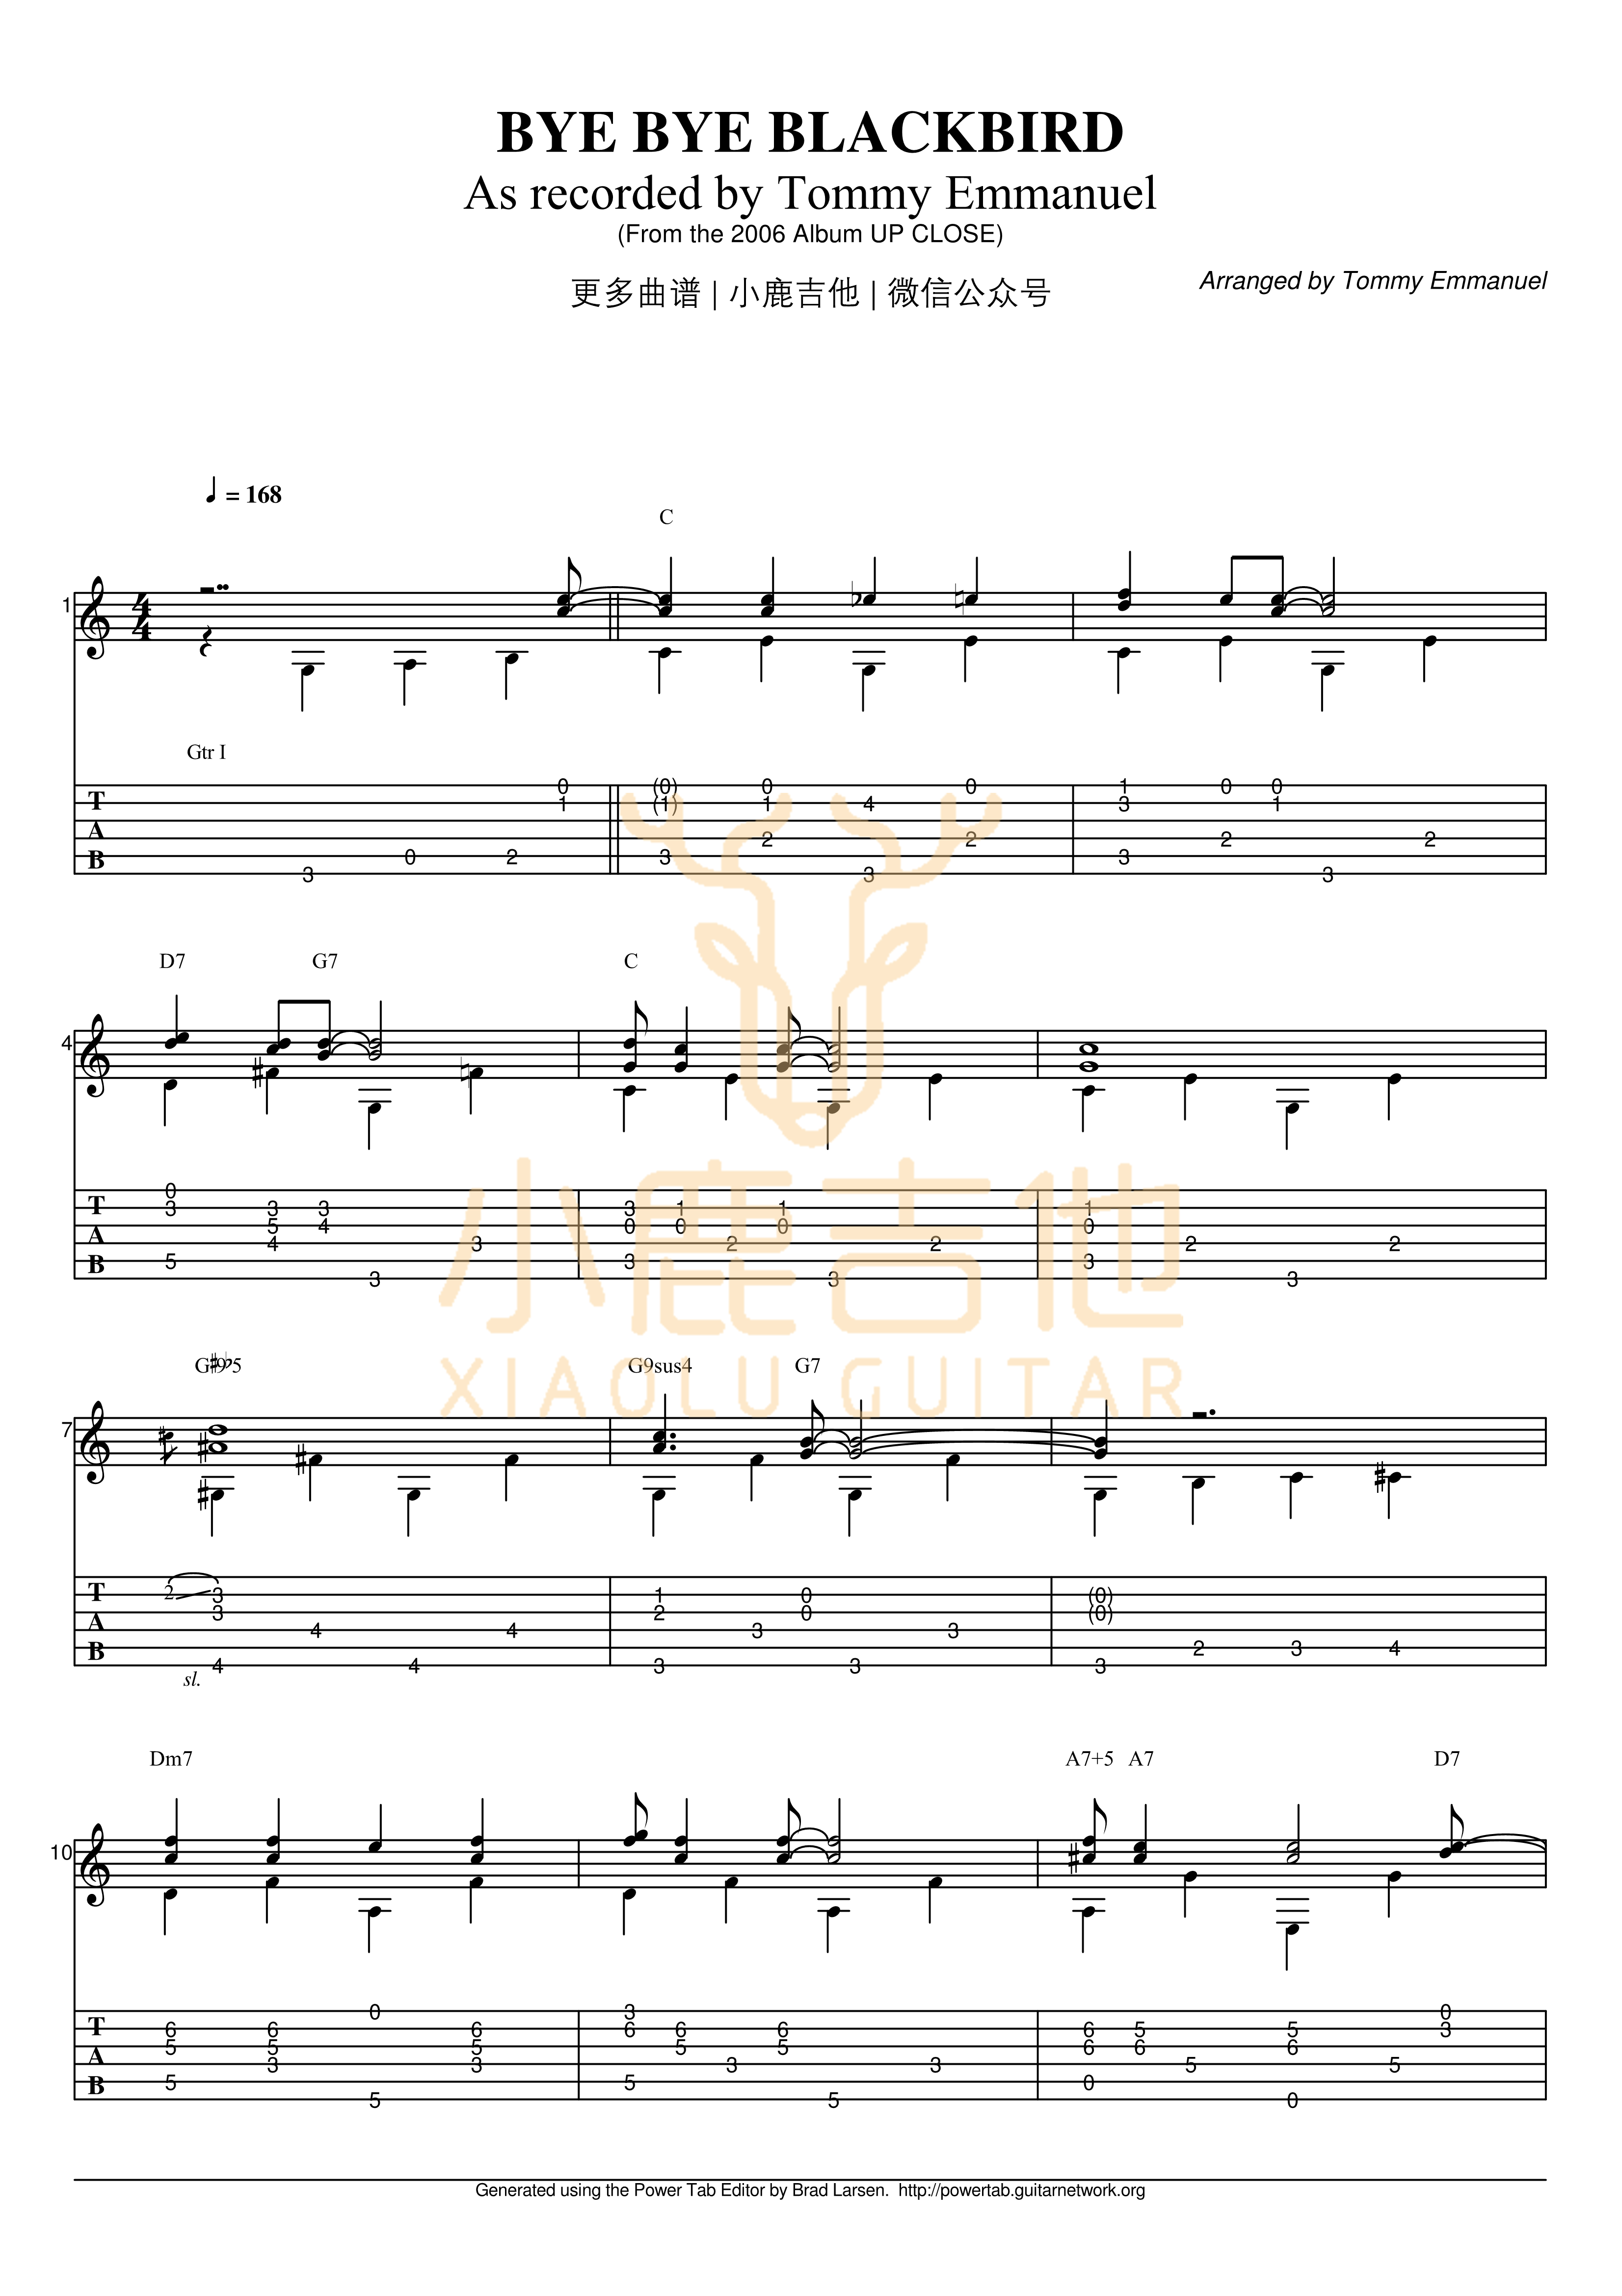 BYE BYE BLACKBIRD
As recorded by Tommy Emmanuel
(From the 2006 Album UP CLOSE)
更多曲谱 | 小鹿吉他 | 微信公众号
Arranged by Tommy Emmanuel
= 168
C
1
4 4
Gtr I
0 (0) 0 0 1 0 0
T 1 (1) 1 4 3 1
A 2 2 2 2
B 0 2 3 3
3 3 3
D7 G7 C
4
0
T 3 3 3 3 1 1 1
5 4 0 0 0 0
A 4 3 2 2 2 2
B 5 3 3
3 3 3
小鹿吉他
XIAOLU GUITAR
G#9♭5 G9sus4 G7
7
T 2 3 1 0 (0)
3 2 0 (0)
A 4 4 3 3
B 2 3 4
4 4 3 3 3
sl.
Dm7 A7+5 A7 D7
10
0 3 0
T 6 6 6 6 6 6 6 5 5 3
5 5 5 5 5 6 6 6
A 3 3 3 3 5 5
B 5 5 0
5 5 0
Generated using the Power Tab Editor by Brad Larsen. http://powertab.guitarnetwork.org